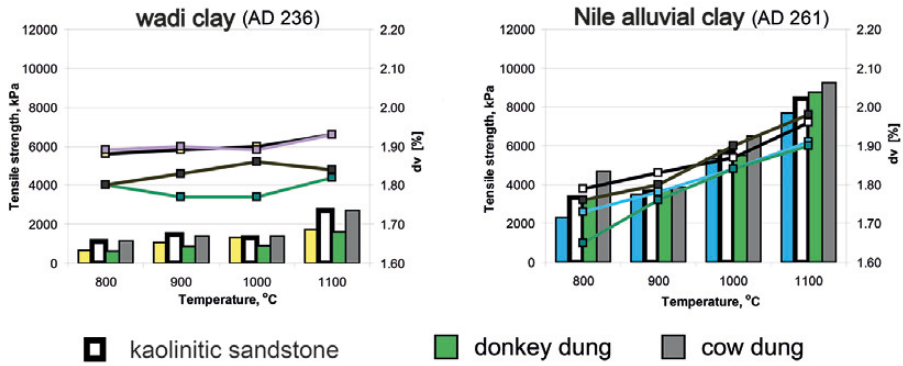 wadi clay (AD 236)
12000
10000
8000
6000
4000
2000
0
Tensile strength, kPa
2.20
2.10
2.00
1.90
1.80
1.70
1.60
dv [%]
800 900 1000 1100
Temperature, °C
Nile alluvial clay (AD 261)
12000
10000
8000
6000
4000
2000
0
Tensile strength, kPa
2.20
2.10
2.00
1.90
1.80
1.70
1.60
dv [%]
800 900 1000 1100
Temperature, °C
kaolinitic sandstone
donkey dung
cow dung